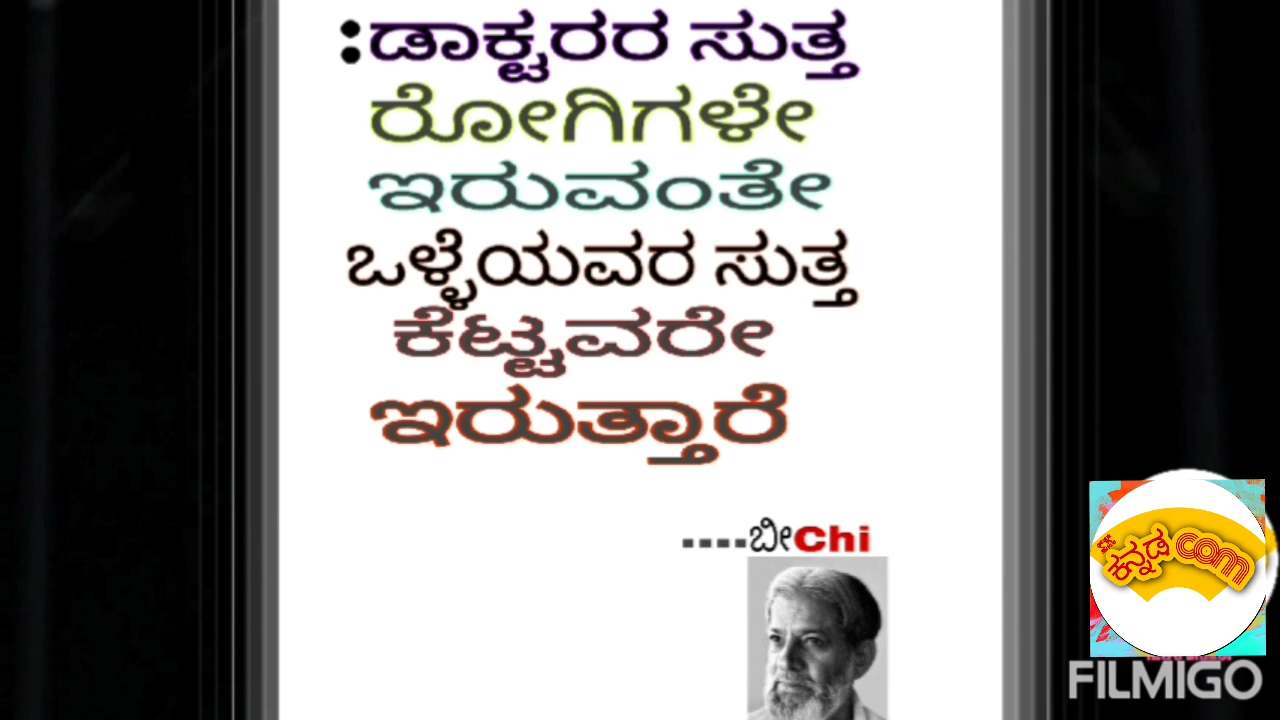 :ಡಾಕ್ಟರರ ಸುತ್ತ
ರೋಗಿಗಳೇ
ಇರುವಂತೇ
ಒಳ್ಳೆಯವರ ಸುತ್ತ
ಕೆಟ್ಟವರೇ
ಇರುತ್ತಾರೆ
----ಬೀChi
ಕನ್ನಡ com
FILMIGO